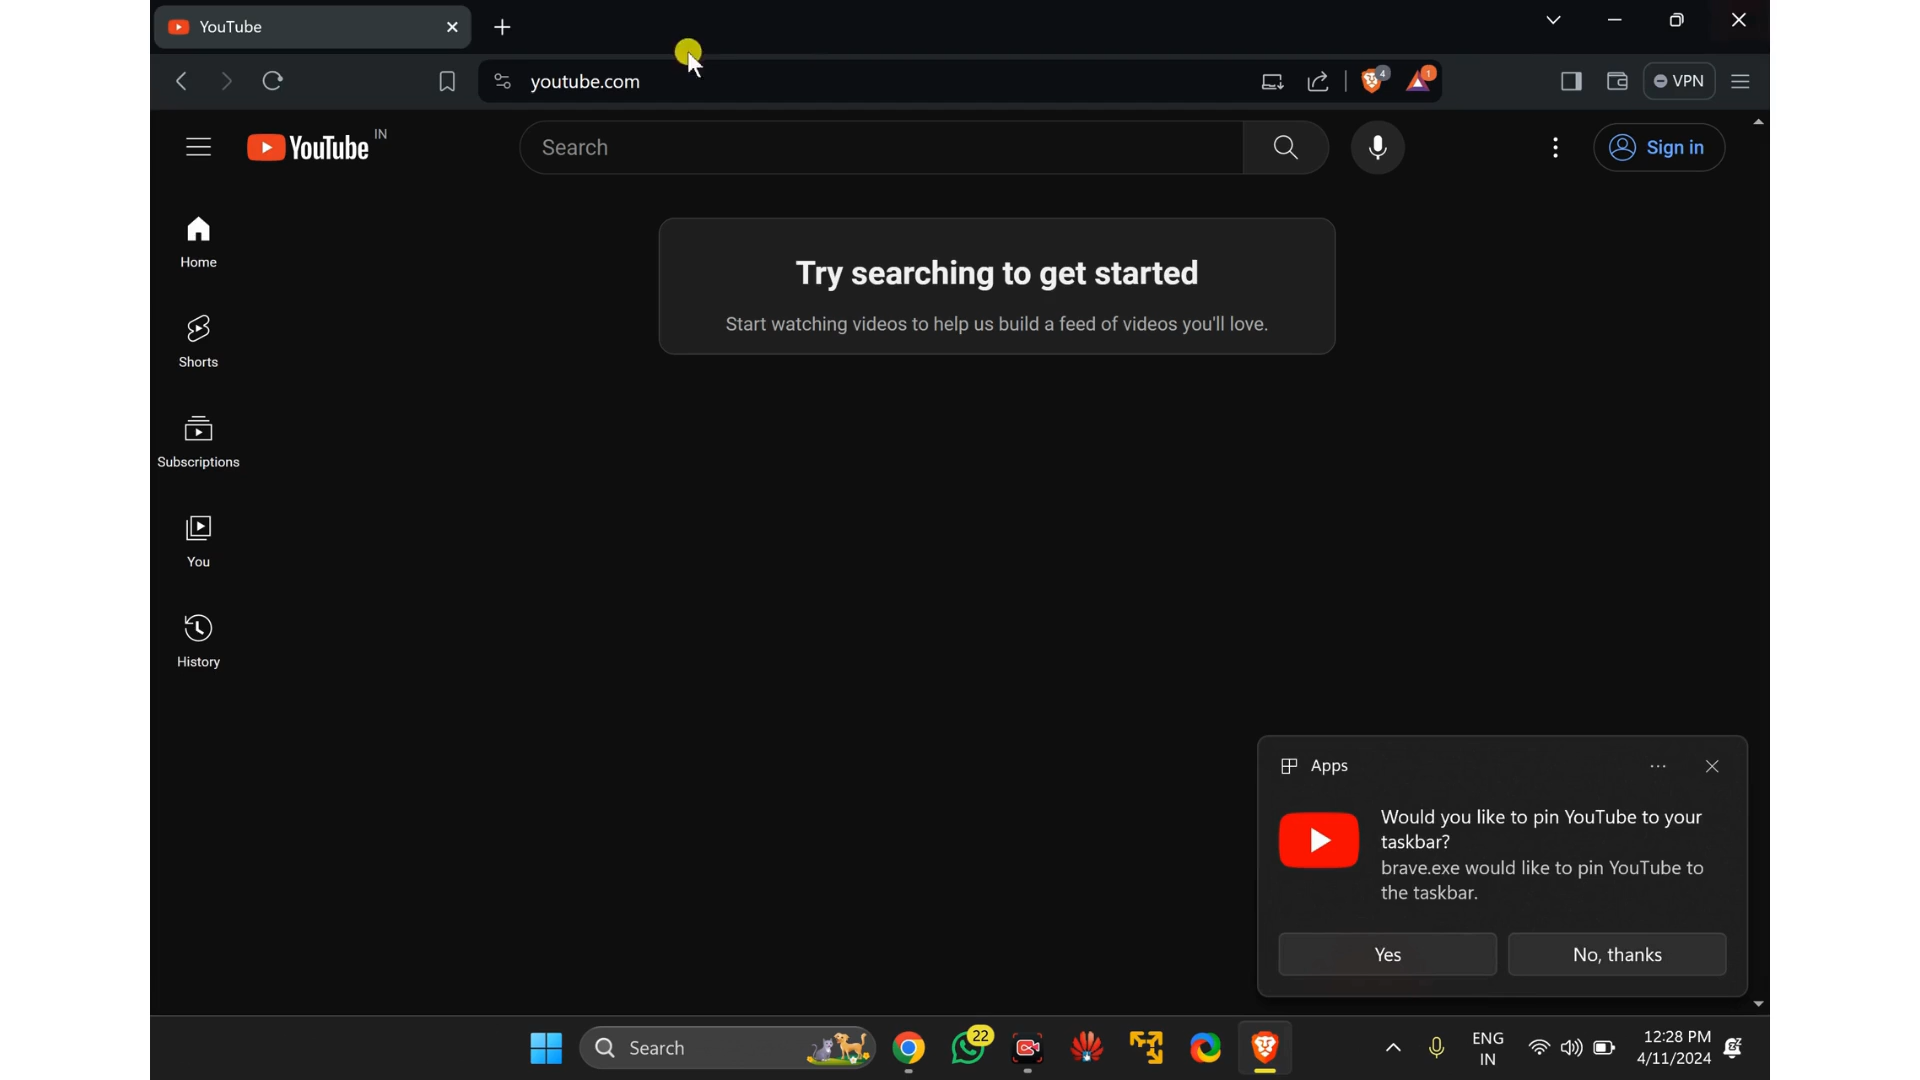 YouTube
youtube.com
4
1
VPN
YouTube IN
Search
Sign in
Try searching to get started
Start watching videos to help us build a feed of videos you'll love.
Home
Shorts
Subscriptions
You
History
Apps
Would you like to pin YouTube to your
taskbar?
brave.exe would like to pin YouTube to
the taskbar.
Yes
No, thanks
Search
22
ENG
IN
12:28 PM
4/11/2024